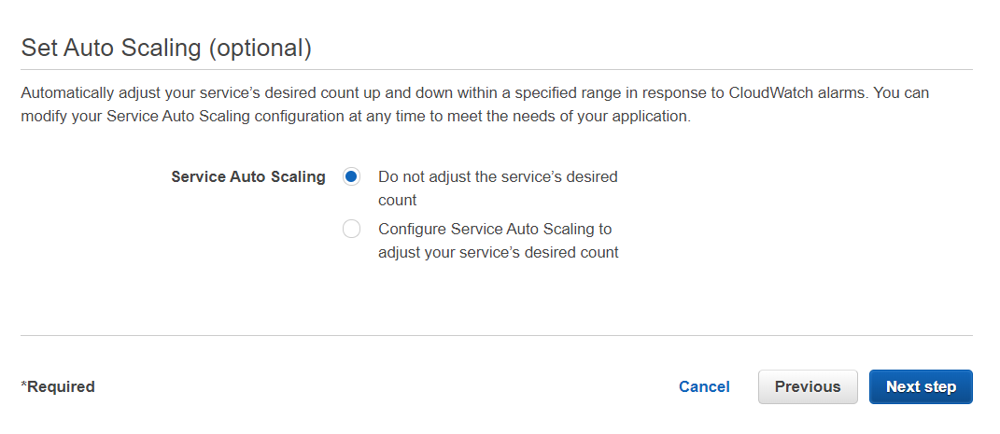 Set Auto Scaling (optional)
Automatically adjust your service’s desired count up and down within a specified range in response to CloudWatch alarms. You can
modify your Service Auto Scaling configuration at any time to meet the needs of your application.
Service Auto Scaling
Do not adjust the service’s desired
count
Configure Service Auto Scaling to
adjust your service’s desired count
*Required
Cancel
Previous
Next step